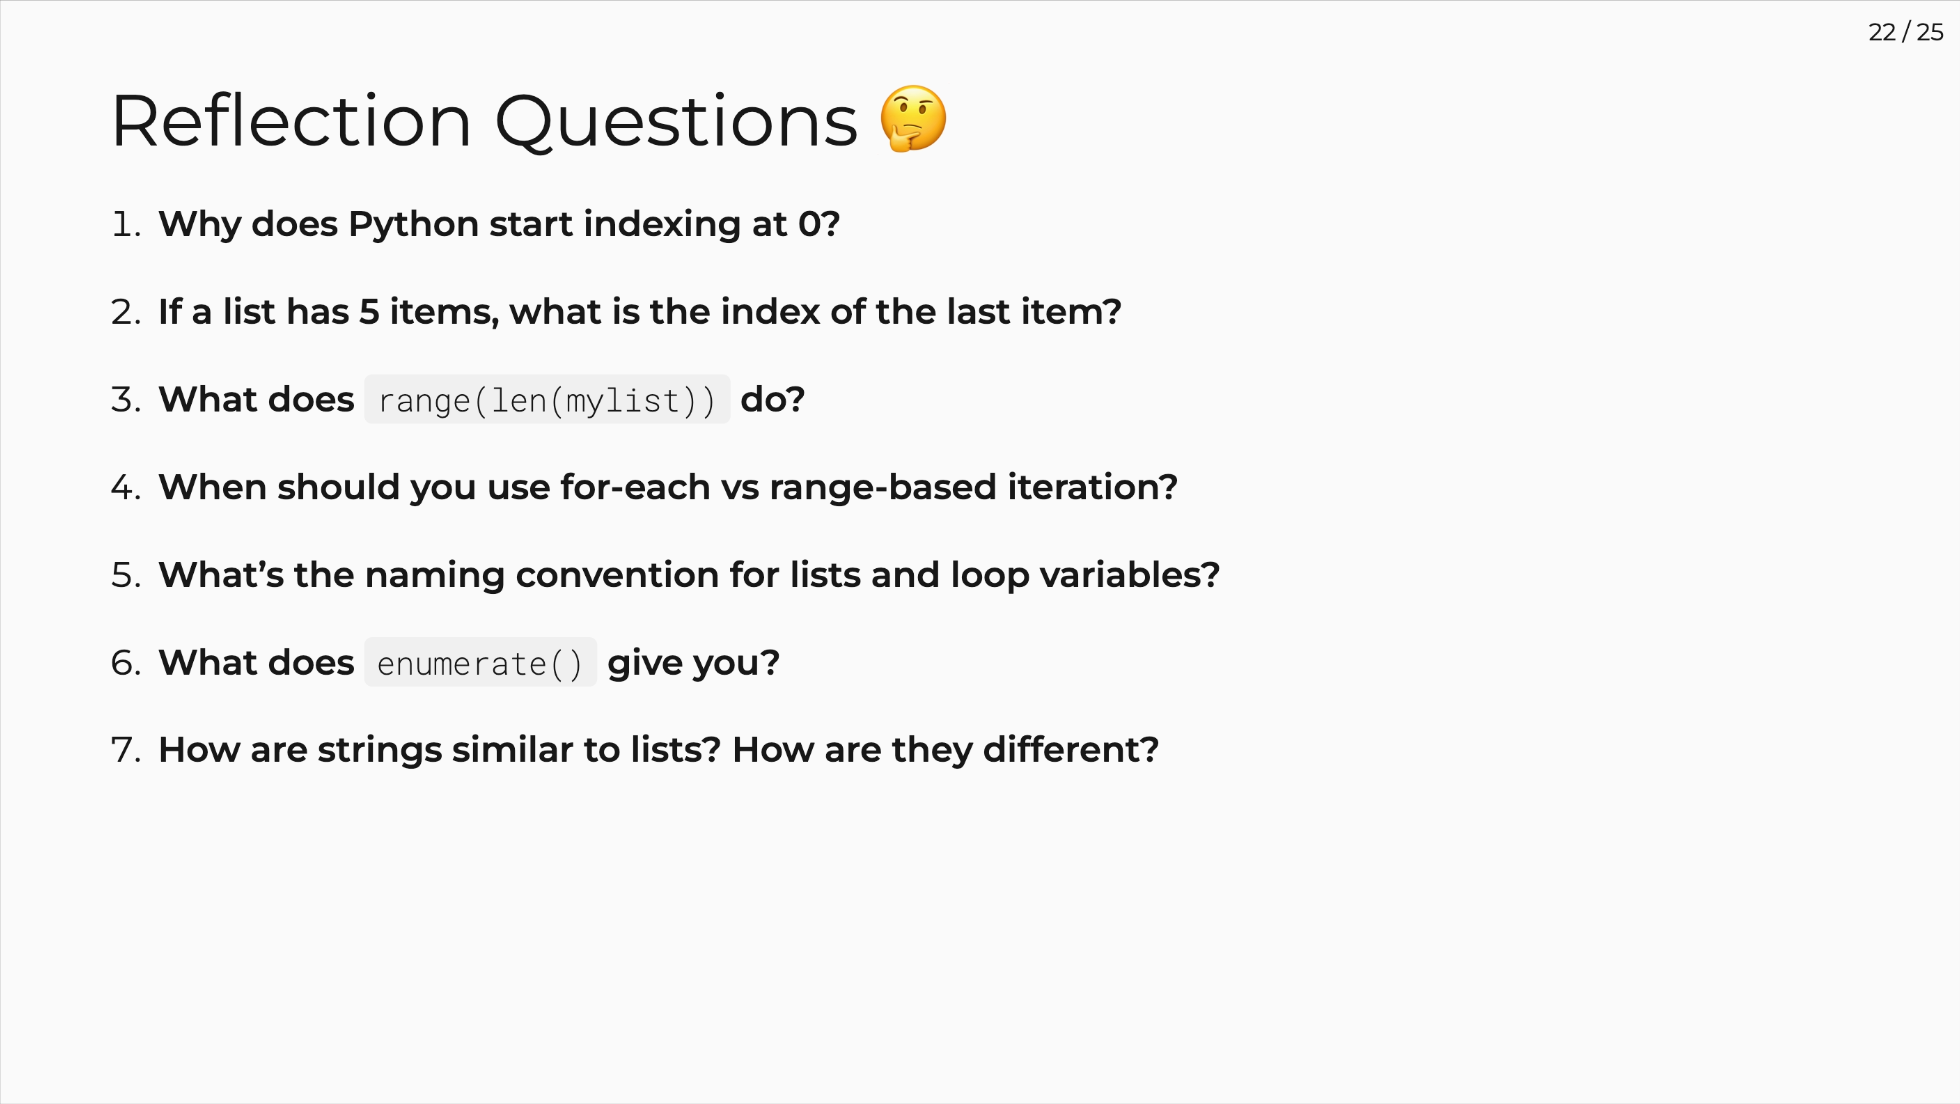 22 / 25
Reflection Questions 🤔
1. Why does Python start indexing at 0?
2. If a list has 5 items, what is the index of the last item?
3. What does range(len(mylist)) do?
4. When should you use for-each vs range-based iteration?
5. What’s the naming convention for lists and loop variables?
6. What does enumerate() give you?
7. How are strings similar to lists? How are they different?